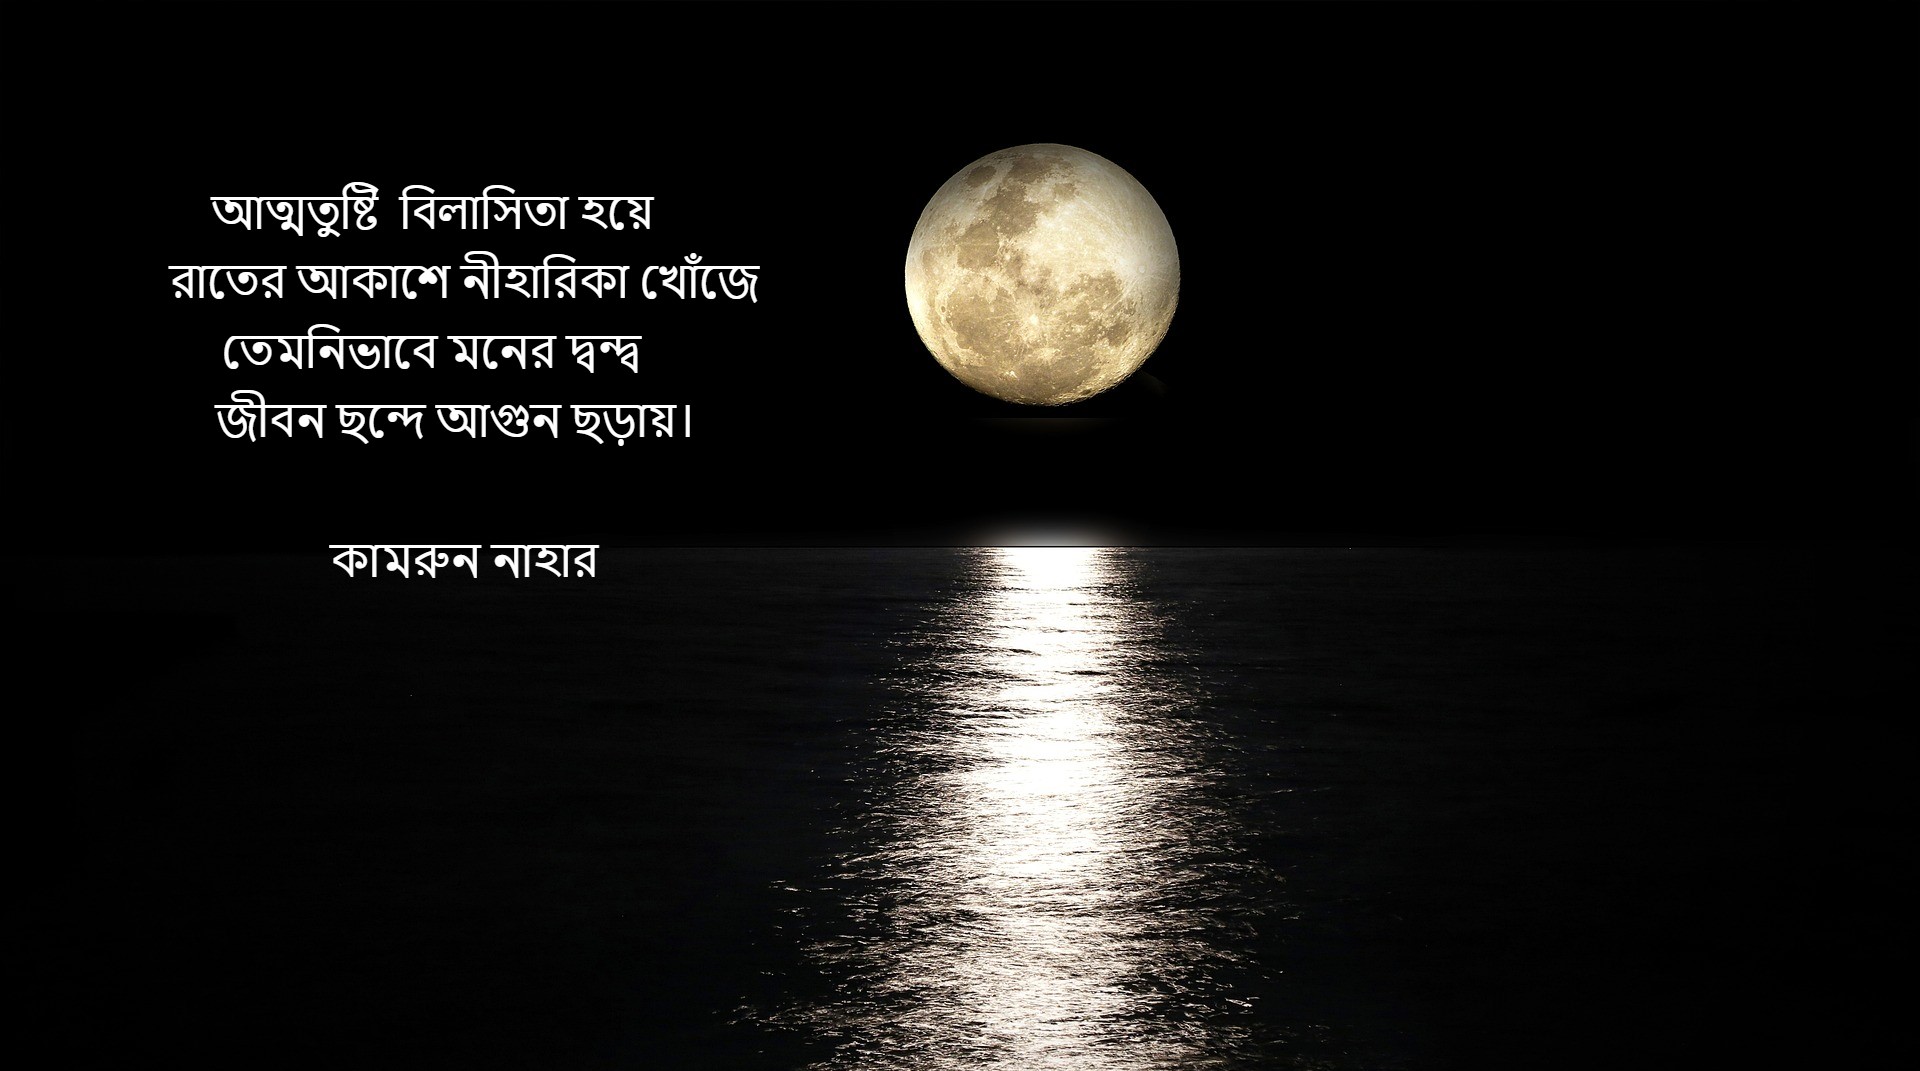 আত্মতুষ্টি বিলাসিতা হয়ে
রাতের আকাশে নীহারিকা খোঁজে
তেমনিভাবে মনের দ্বন্দ্ব
জীবন ছন্দে আগুন ছড়ায়।
কামরুন নাহার